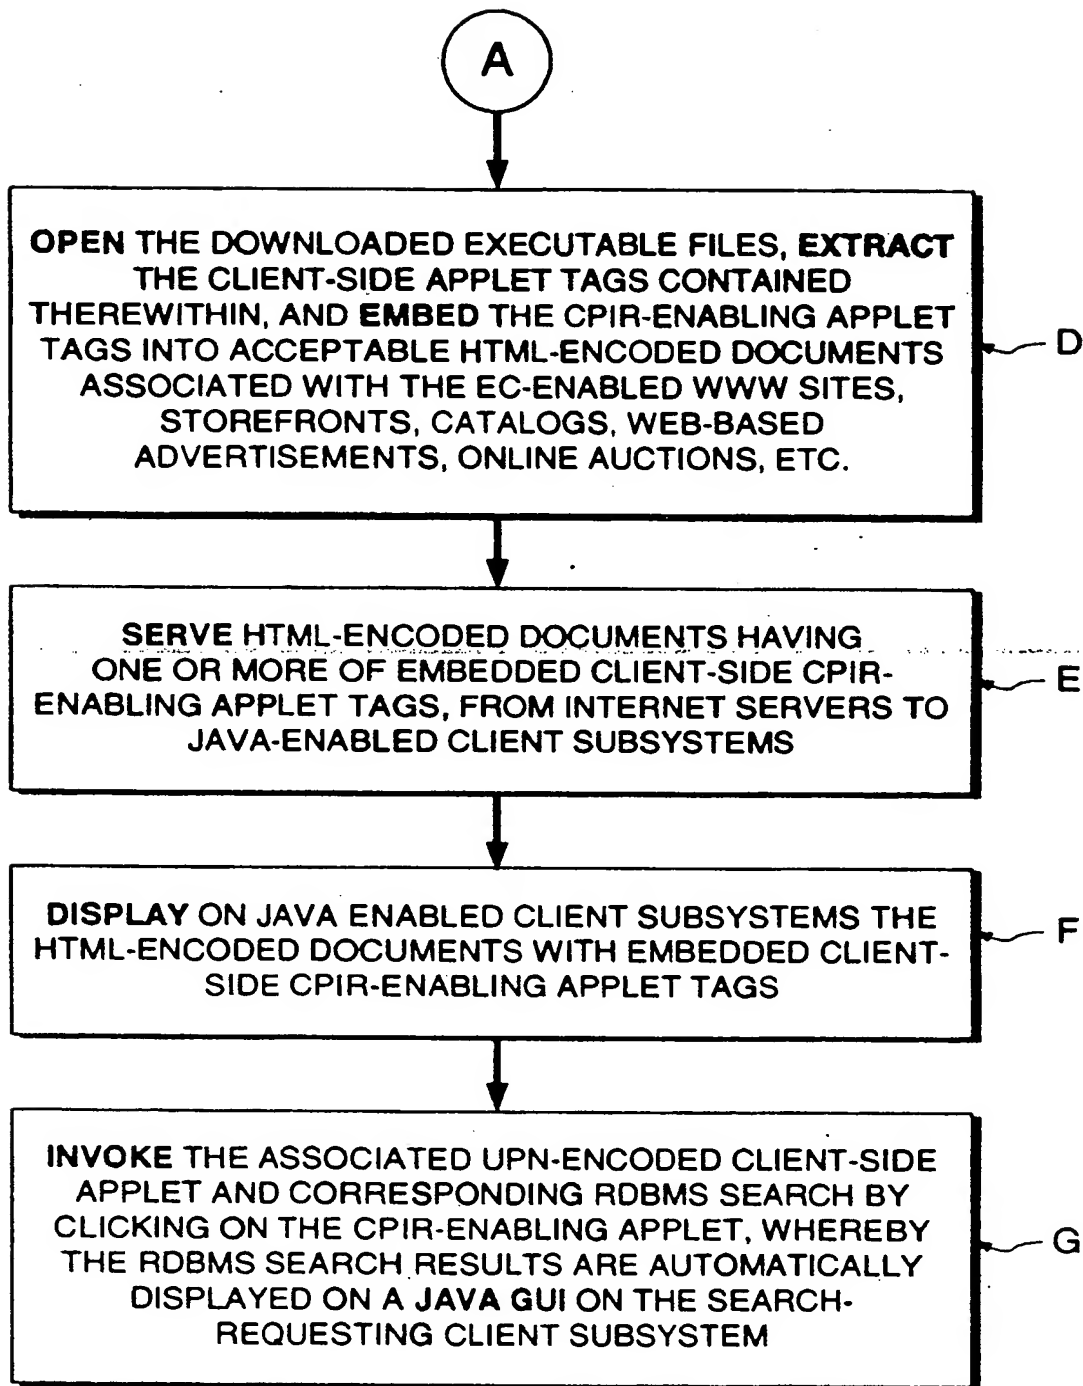 A
OPEN THE DOWNLOADED EXECUTABLE FILES, EXTRACT
THE CLIENT-SIDE APPLET TAGS CONTAINED
THEREWITHIN, AND EMBED THE CPIR-ENABLING APPLET
TAGS INTO ACCEPTABLE HTML-ENCODED DOCUMENTS
ASSOCIATED WITH THE EC-ENABLED WWW SITES,
STOREFRONTS, CATALOGS, WEB-BASED
ADVERTISEMENTS, ONLINE AUCTIONS, ETC.
D
SERVE HTML-ENCODED DOCUMENTS HAVING
ONE OR MORE OF EMBEDDED CLIENT-SIDE CPIR-
ENABLING APPLET TAGS, FROM INTERNET SERVERS TO
JAVA-ENABLED CLIENT SUBSYSTEMS
E
DISPLAY ON JAVA ENABLED CLIENT SUBSYSTEMS THE
HTML-ENCODED DOCUMENTS WITH EMBEDDED CLIENT-
SIDE CPIR-ENABLING APPLET TAGS
F
INVOKE THE ASSOCIATED UPN-ENCODED CLIENT-SIDE
APPLET AND CORRESPONDING RDBMS SEARCH BY
CLICKING ON THE CPIR-ENABLING APPLET, WHEREBY
THE RDBMS SEARCH RESULTS ARE AUTOMATICALLY
DISPLAYED ON A JAVA GUI ON THE SEARCH-
REQUESTING CLIENT SUBSYSTEM
G